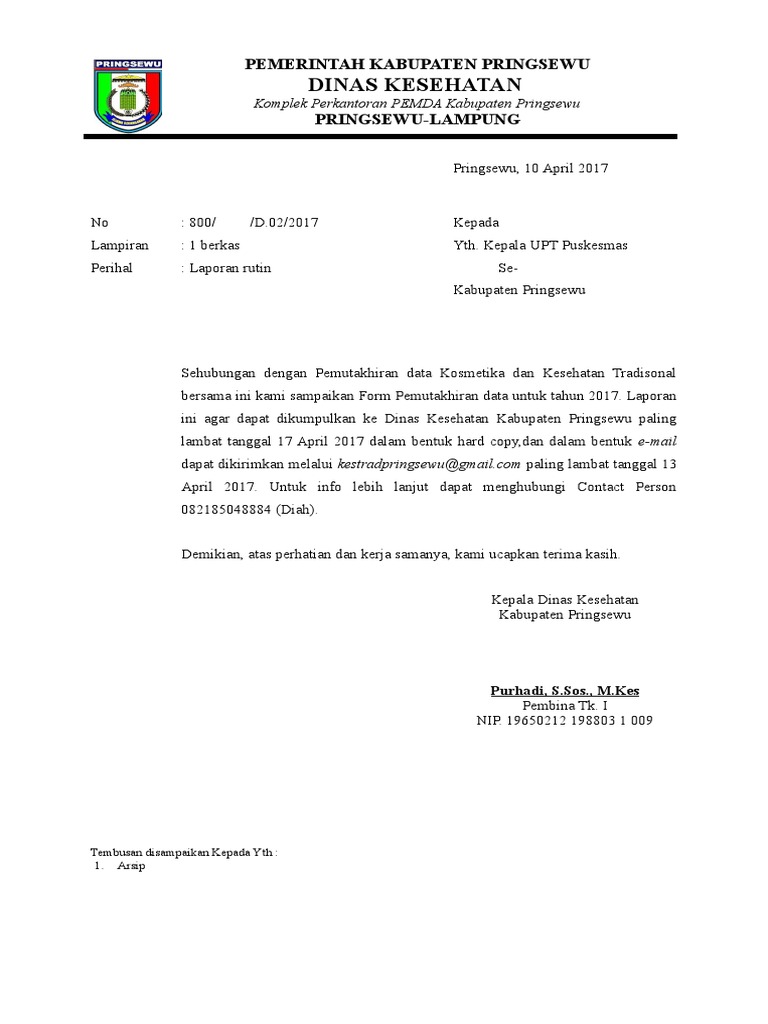 PRINGSEWU
PEMERINTAH KABUPATEN PRINGSEWU
DINAS KESEHATAN
Komplek Perkantoran PEMDA Kabupaten Pringsewu
PRINGSEWU-LAMPUNG
Pringsewu, 10 April 2017
No : 800/ /D.02/2017 Kepada
Lampiran : 1 berkas Yth. Kepala UPT Puskesmas
Perihal : Laporan rutin Se-
Kabupaten Pringsewu
Sehubungan dengan Pemutakhiran data Kosmetika dan Kesehatan Tradisonal
bersama ini kami sampaikan Form Pemutakhiran data untuk tahun 2017. Laporan
ini agar dapat dikumpulkan ke Dinas Kesehatan Kabupaten Pringsewu paling
lambat tanggal 17 April 2017 dalam bentuk hard copy,dan dalam bentuk e-mail
dapat dikirimkan melalui kestradpringsewu@gmail.com paling lambat tanggal 13
April 2017. Untuk info lebih lanjut dapat menghubungi Contact Person
082185048884 (Diah).
Demikian, atas perhatian dan kerja samanya, kami ucapkan terima kasih.
Kepala Dinas Kesehatan
Kabupaten Pringsewu
Purhadi, S.Sos., M.Kes
Pembina Tk. I
NIP. 19650212 198803 1 009
Tembusan disampaikan Kepada Yth :
1. Arsip